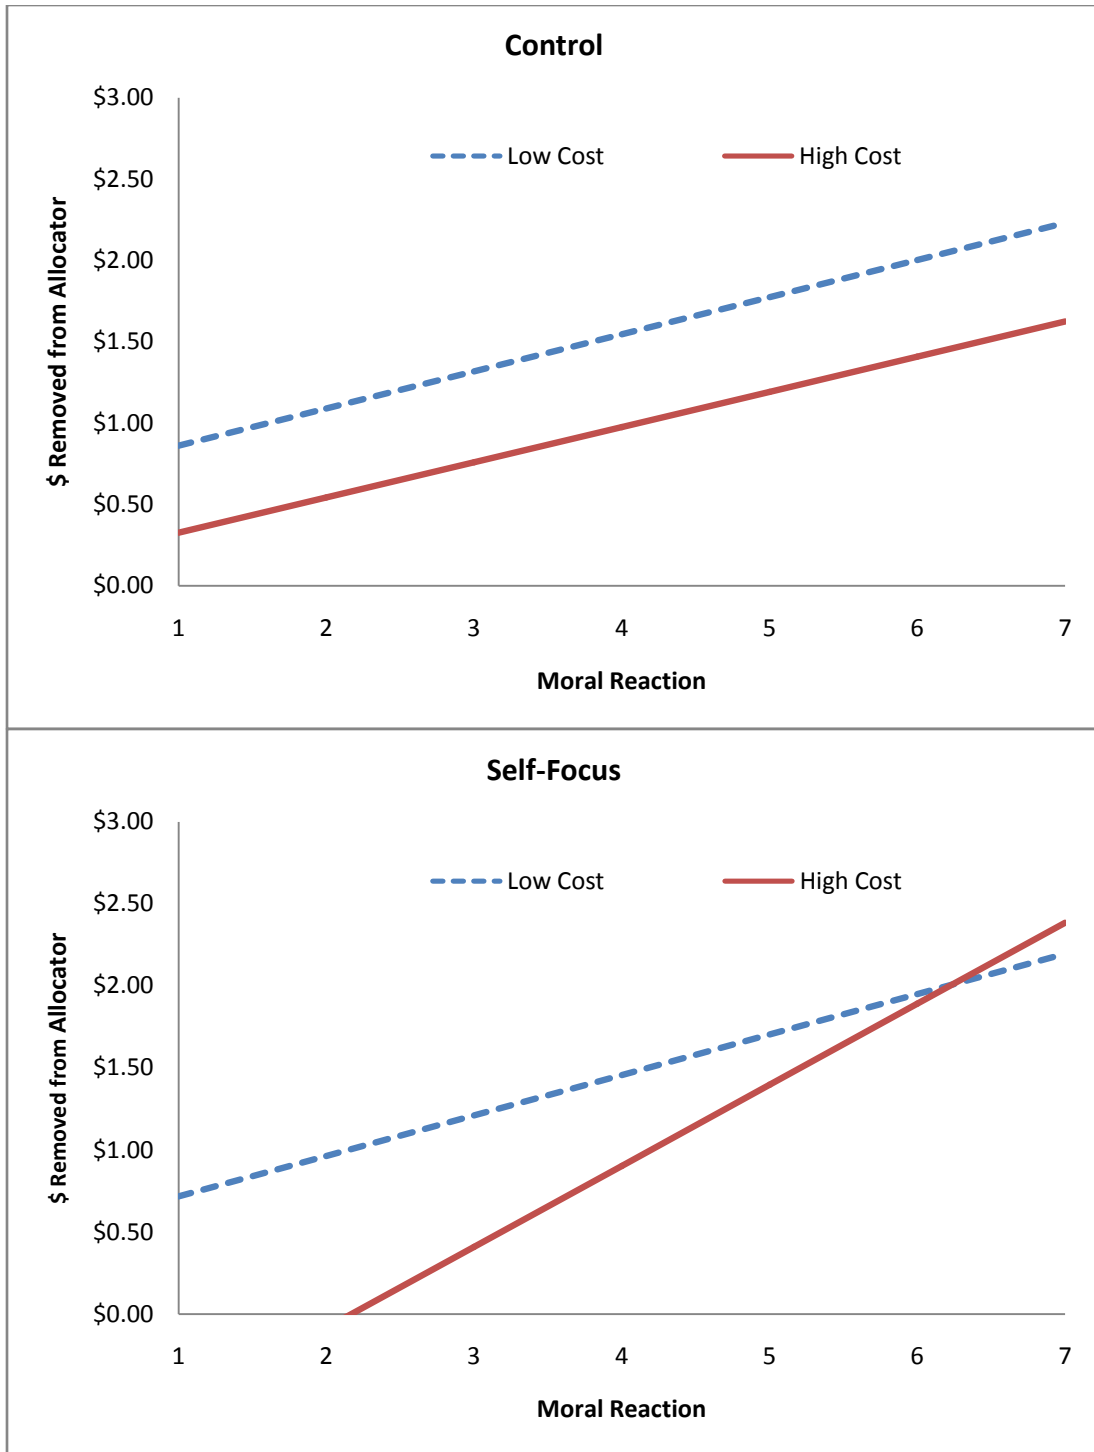 Control
$3.00
Low Cost High Cost
$2.50
$2.00
$1.50
$1.00
$0.50
$0.00
$ Removed from Allocator
1 2 3 4 5 6 7
Moral Reaction
Self-Focus
$3.00
Low Cost High Cost
$2.50
$2.00
$1.50
$1.00
$0.50
$0.00
$ Removed from Allocator
1 2 3 4 5 6 7
Moral Reaction